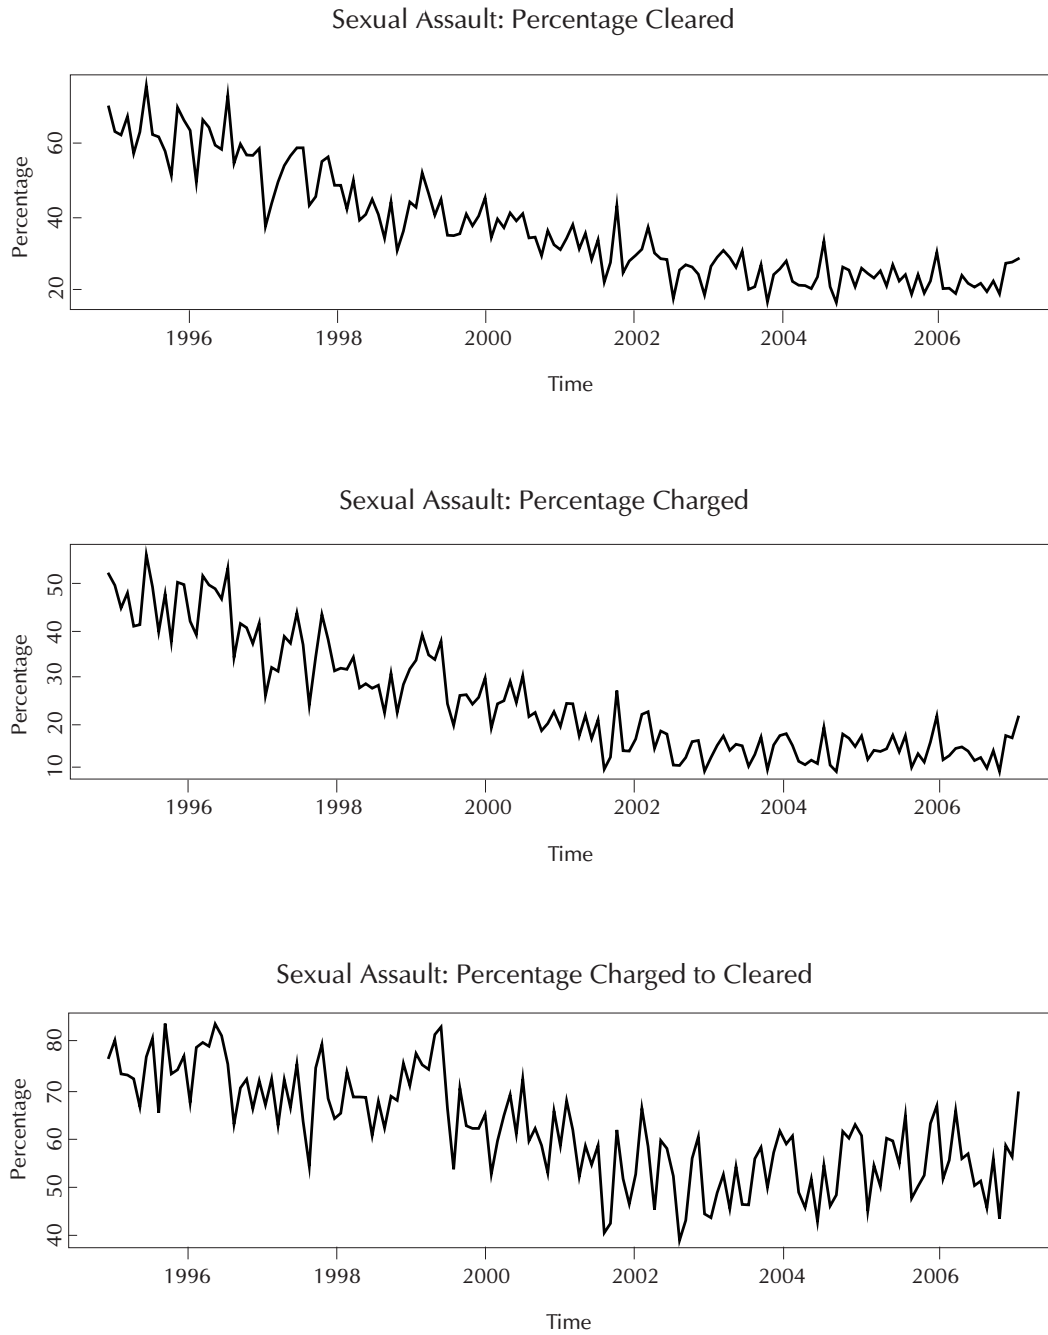 Sexual Assault: Percentage Cleared
Percentage
60
40
20
1996 1998 2000 2002 2004 2006
Time
Sexual Assault: Percentage Charged
Percentage
50
40
30
20
10
1996 1998 2000 2002 2004 2006
Time
Sexual Assault: Percentage Charged to Cleared
Percentage
80
70
60
50
40
1996 1998 2000 2002 2004 2006
Time